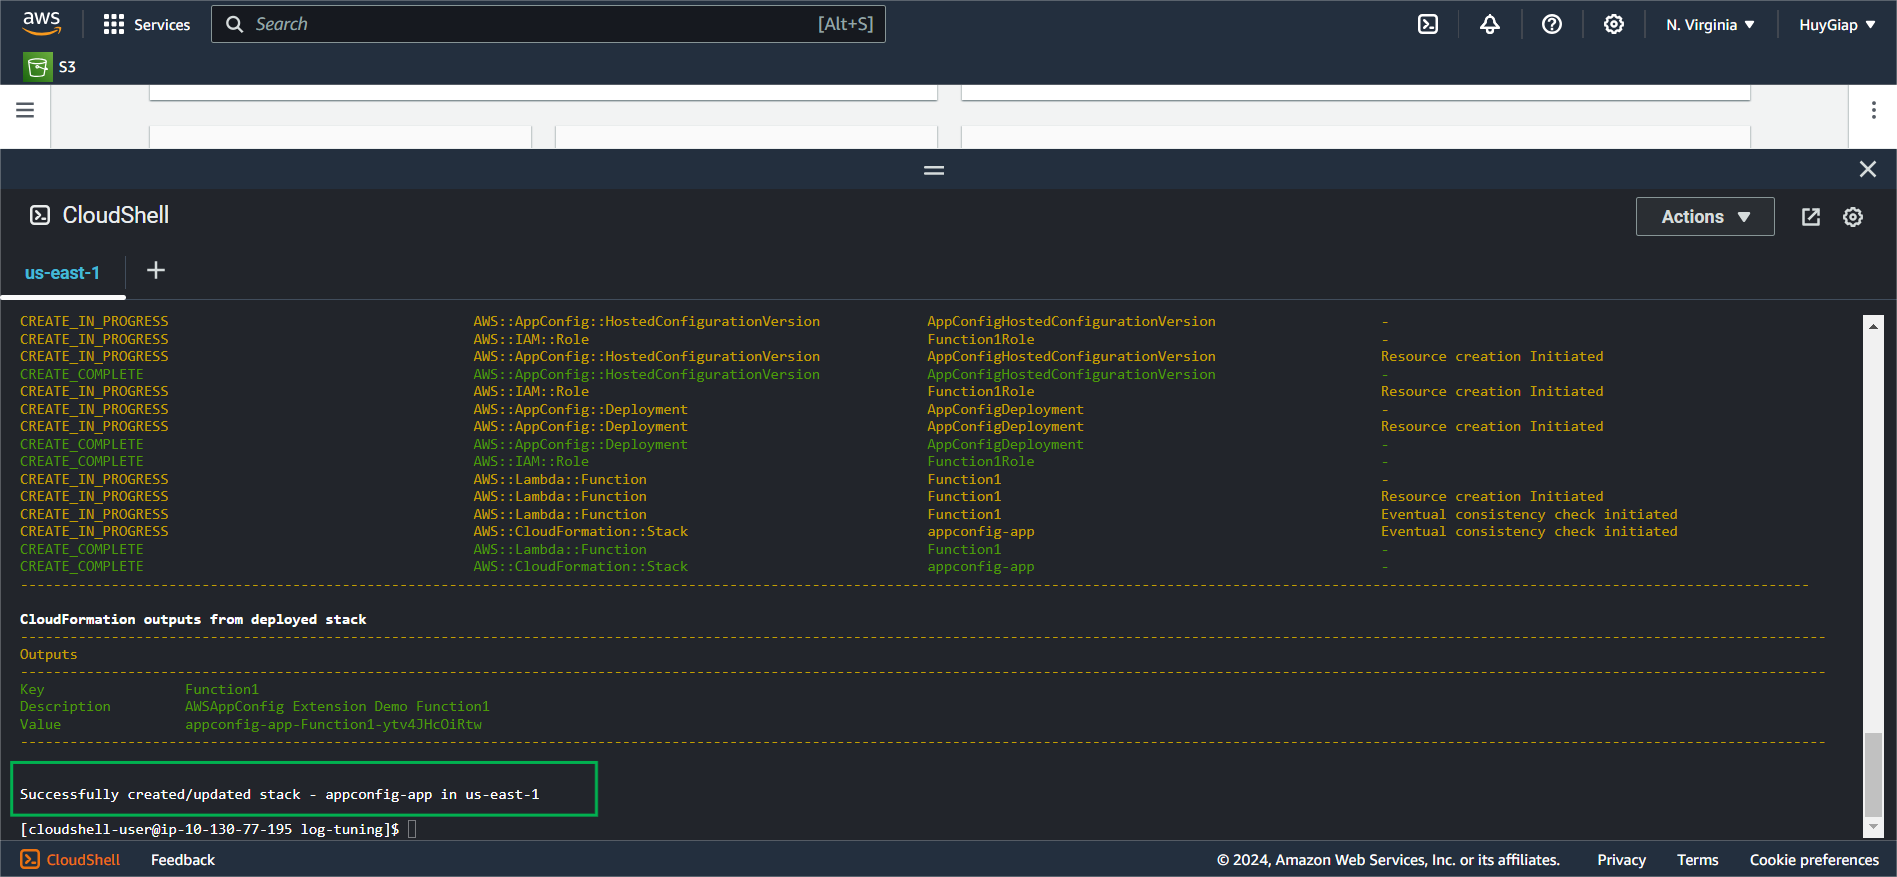 aws
Services
Search
[Alt+S]
N. Virginia
HuyGiap
S3
CloudShell
Actions
us-east-1
CREATE_IN_PROGRESS AWS::AppConfig::HostedConfigurationVersion AppConfigHostedConfigurationVersion -
CREATE_IN_PROGRESS AWS::IAM::Role Function1Role -
CREATE_IN_PROGRESS AWS::AppConfig::HostedConfigurationVersion AppConfigHostedConfigurationVersion Resource creation Initiated
CREATE_COMPLETE AWS::AppConfig::HostedConfigurationVersion AppConfigHostedConfigurationVersion -
CREATE_IN_PROGRESS AWS::IAM::Role Function1Role Resource creation Initiated
CREATE_IN_PROGRESS AWS::AppConfig::Deployment AppConfigDeployment -
CREATE_IN_PROGRESS AWS::AppConfig::Deployment AppConfigDeployment Resource creation Initiated
CREATE_COMPLETE AWS::AppConfig::Deployment AppConfigDeployment -
CREATE_COMPLETE AWS::IAM::Role Function1Role -
CREATE_IN_PROGRESS AWS::Lambda::Function Function1 -
CREATE_IN_PROGRESS AWS::Lambda::Function Function1 Resource creation Initiated
CREATE_IN_PROGRESS AWS::Lambda::Function Function1 Eventual consistency check initiated
CREATE_IN_PROGRESS AWS::CloudFormation::Stack appconfig-app Eventual consistency check initiated
CREATE_COMPLETE AWS::Lambda::Function Function1 -
CREATE_COMPLETE AWS::CloudFormation::Stack appconfig-app -
CloudFormation outputs from deployed stack
Outputs
Key Function1
Description AWSAppConfig Extension Demo Function1
Value appconfig-app-Function1-ytv4JHcOiRtw
Successfully created/updated stack - appconfig-app in us-east-1
[cloudshell-user@ip-10-130-77-195 log-tuning]$
CloudShell
Feedback
© 2024, Amazon Web Services, Inc. or its affiliates.
Privacy
Terms
Cookie preferences